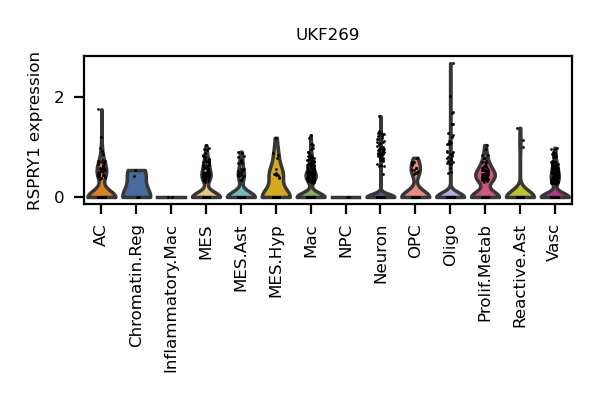 UKF269
RSPRY1 expression
2
0
AC
Chromatin.Reg
Inflammatory.Mac
MES
MES.Ast
MES.Hyp
Mac
NPC
Neuron
OPC
Oligo
Prolif.Metab
Reactive.Ast
Vasc